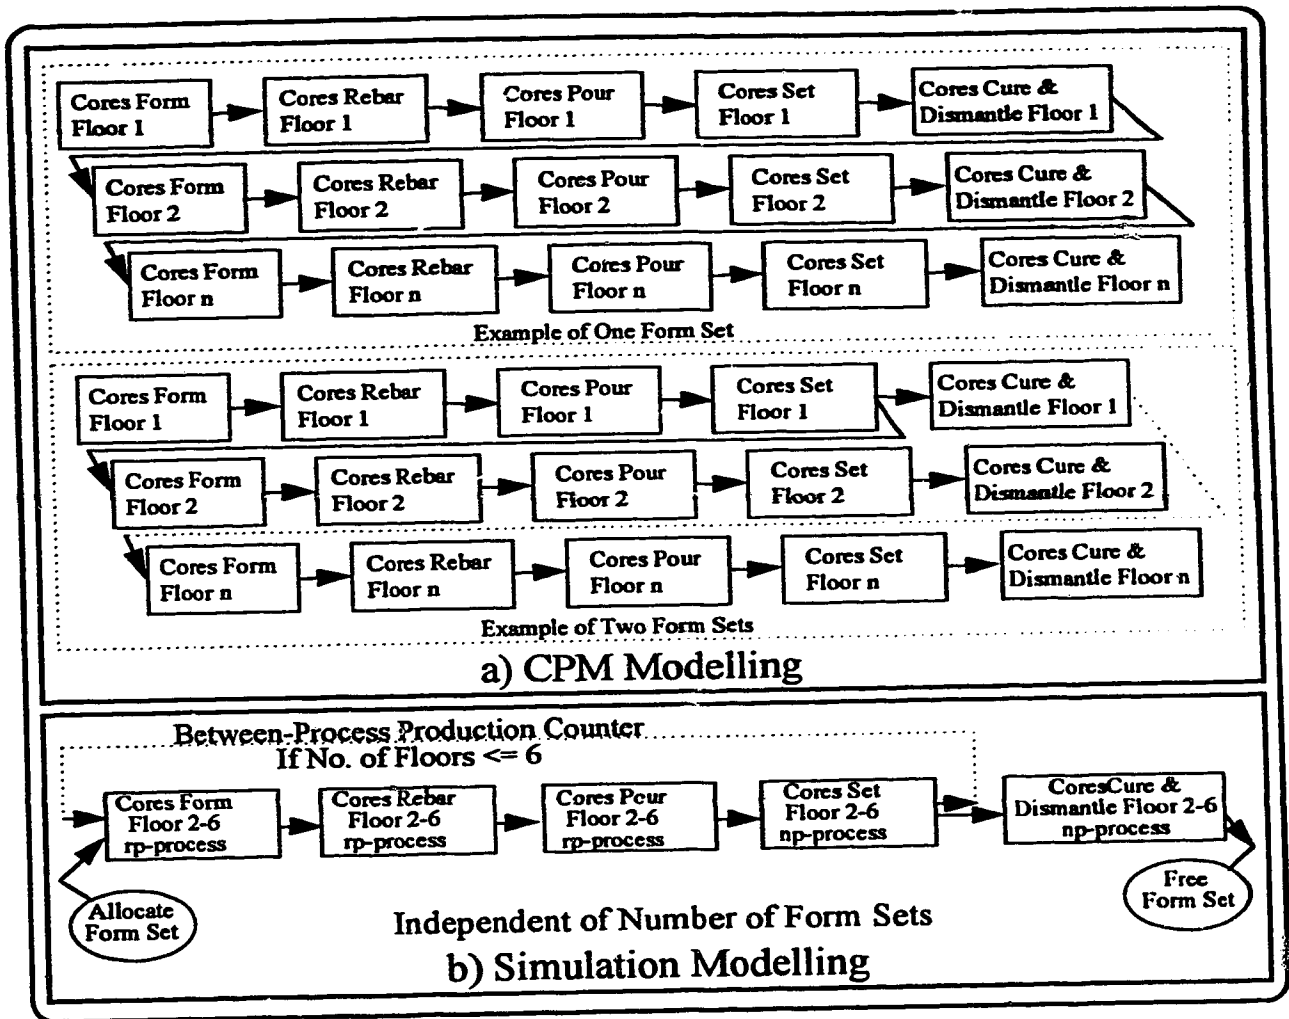 Cores Form
Floor 1
Cores Rebar
Floor 1
Cores Pour
Floor 1
Cores Set
Floor 1
Cores Cure &
Dismantle Floor 1
Cores Form
Floor 2
Cores Rebar
Floor 2
Cores Pour
Floor 2
Cores Set
Floor 2
Cores Cure &
Dismantle Floor 2
Cores Form
Floor n
Cores Rebar
Floor n
Cores Pour
Floor n
Cores Set
Floor n
Cores Cure &
Dismantle Floor n
Example of One Form Set
Cores Form
Floor 1
Cores Rebar
Floor 1
Cores Pour
Floor 1
Cores Set
Floor 1
Cores Cure &
Dismantle Floor 1
Cores Form
Floor 2
Cores Rebar
Floor 2
Cores Pour
Floor 2
Cores Set
Floor 2
Cores Cure &
Dismantle Floor 2
Cores Form
Floor n
Cores Rebar
Floor n
Cores Pour
Floor n
Cores Set
Floor n
Cores Cure &
Dismantle Floor n
Example of Two Form Sets
a) CPM Modelling
Between-Process Production Counter
If No. of Floors <= 6
Cores Form
Floor 2-6
rp-process
Cores Rebar
Floor 2-6
rp-process
Cores Pour
Floor 2-6
rp-process
Cores Set
Floor 2-6
np-process
CoresCure &
Dismantle Floor 2-6
np-process
Allocate
Form Set
Free
Form Set
Independent of Number of Form Sets
b) Simulation Modelling